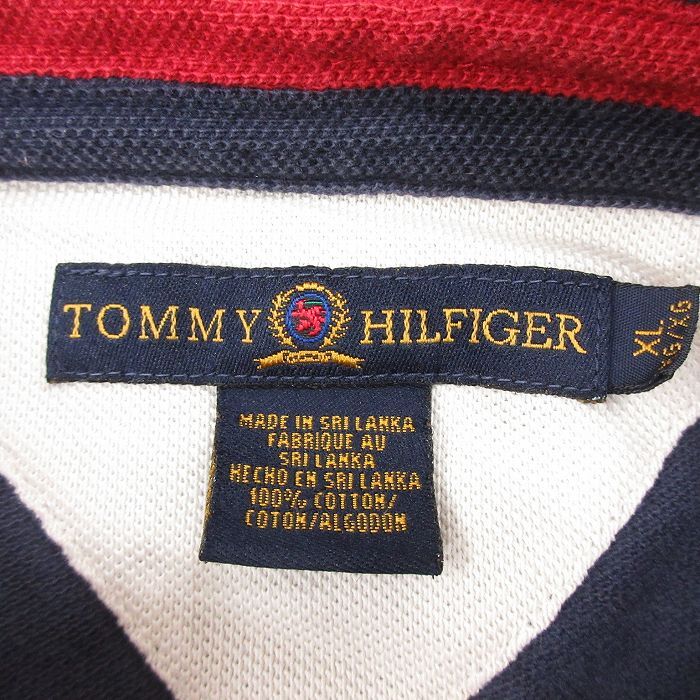 TOMMY HILFIGER
XL
MADE IN SRI LANKA
FABRIQUE AU
SRI LANKA
HECHO EN SRI LANKA
100% COTTON/
COTON/ALGODON